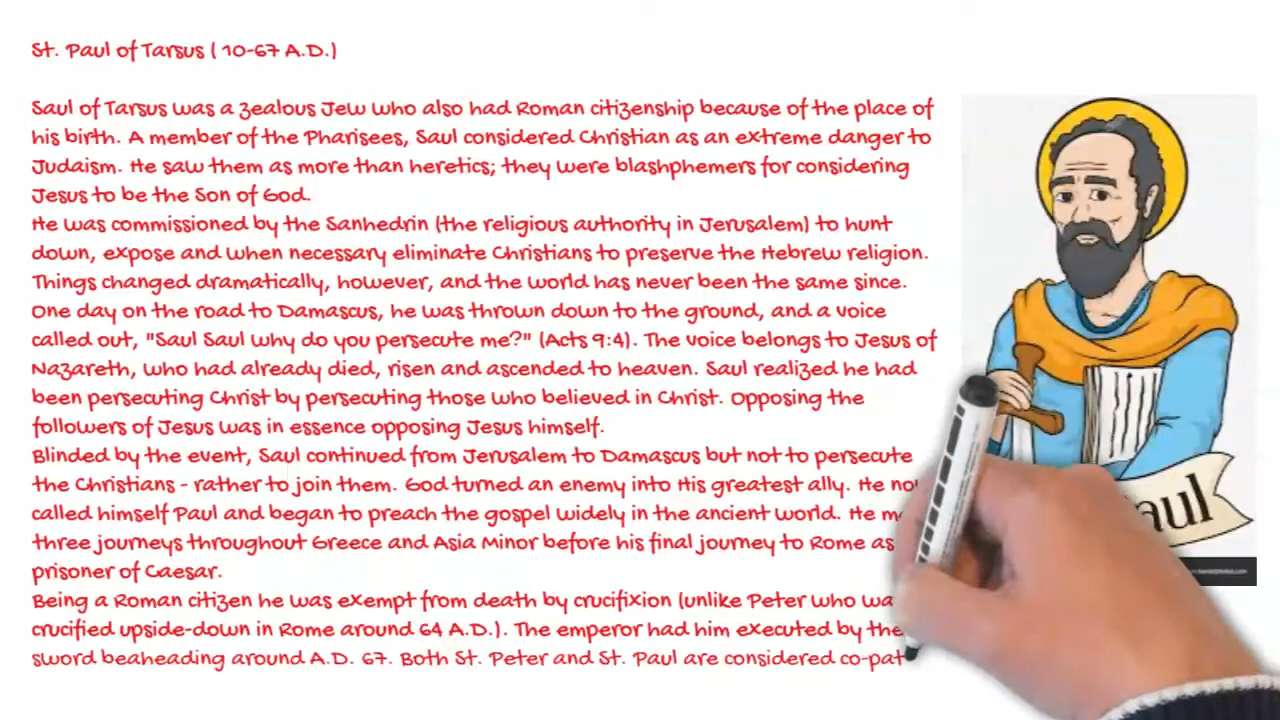 St. Paul of Tarsus ( 10-67 A.D.)
Saul of Tarsus was a zealous Jew who also had Roman citizenship because of the place of
his birth. A member of the Pharisees, Saul considered Christian as an extreme danger to
Judaism. He saw them as more than heretics; they were blashphemers for considering
Jesus to be the Son of God.
He was commissioned by the Sanhedrin (the religious authority in Jerusalem) to hunt
down, expose and when necessary eliminate Christians to preserve the Hebrew religion.
Things changed dramatically, however, and the world has never been the same since.
One day on the road to Damascus, he was thrown down to the ground, and a voice
called out, "Saul Saul why do you persecute me?" (Acts 9:4). The voice belongs to Jesus of
Nazareth, who had already died, risen and ascended to heaven. Saul realized he had
been persecuting Christ by persecuting those who believed in Christ. Opposing the
followers of Jesus was in essence opposing Jesus himself.
Blinded by the event, Saul continued from Jerusalem to Damascus but not to persecute
the Christians - rather to join them. God turned an enemy into His greatest ally. He
called himself Paul and began to preach the gospel widely in the ancient world. He
three journeys throughout Greece and Asia Minor before his final journey to Rome as
prisoner of Caesar.
Being a Roman citizen he was exempt from death by crucifixion (unlike Peter who
crucified upside-down in Rome around 64 A.D.). The emperor had him executed by the
sword beaheading around A.D. 67. Both St. Peter and St. Paul are considered co-pat
aul